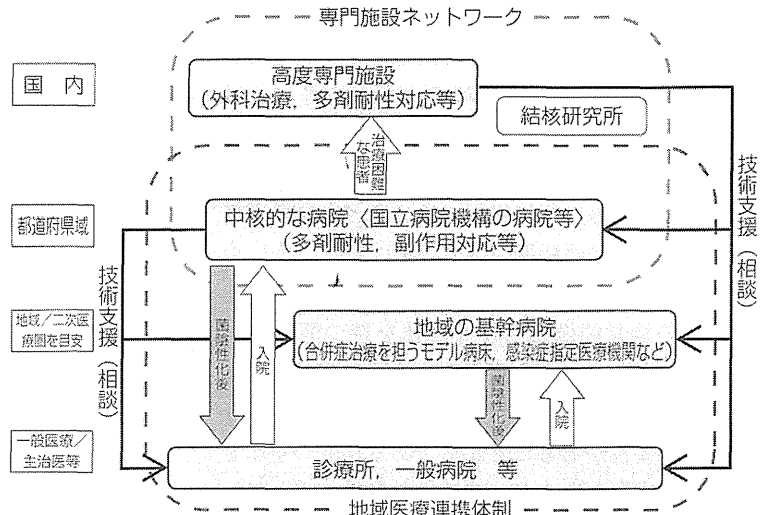 専門施設ネットワーク
国 内
高度専門施設
(外科治療,多剤耐性対応等)
結核研究所
治療困難
な患者
技術支援(相談)
都道府県域
中核的な病院〈国立病院機構の病院等〉
(多剤耐性,副作用対応等)
技術支援(相談)
地域/二次医
療圏を目安
菌陰性化後
入院
地域の基幹病院
(合併症治療を担うモデル病床,感染症指定医療機関など)
菌陰性化後
入院
一般医療/
主治医等
診療所,一般病院 等
地域医療連携体制